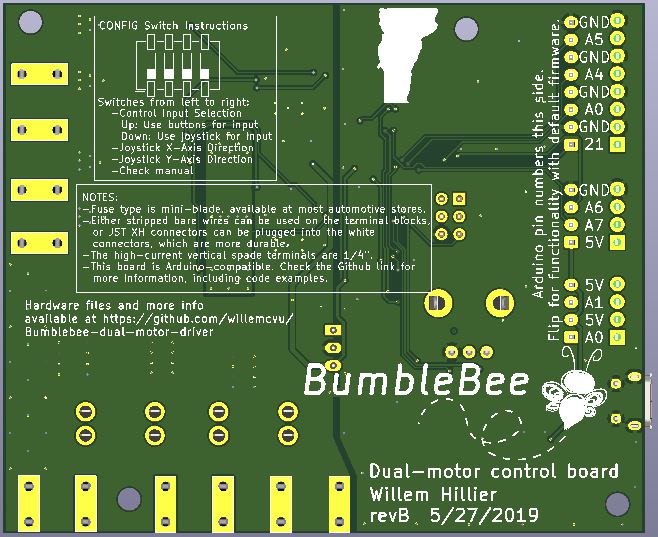 CONFIG Switch Instructions
Switches from left to right:
-Control Input Selection
Up: Use buttons for input
Down: Use joystick for input
-Joystick X-Axis Direction
-Joystick Y-Axis Direction
-Check manual
NOTES:
-Fuse type is mini-blade, available at most automotive stores.
-Either stripped bare wires can be used on the terminal blocks,
or JST XH connectors can be plugged into the white
connectors, which are more durable.
-The high-current vertical spade terminals are 1/4".
-This board is Arduino-compatible. Check the Github link for
more information, including code examples.
Hardware files and more info
available at https://github.com/willemcvu/
Bumblebee-dual-motor-driver
Arduino pin numbers this side.
Flip for functionality with default firmware.
GND
A5
GND
A4
GND
A0
GND
21
GND
A6
A7
5V
5V
A1
5V
A0
BumbleBee
Dual-motor control board
Willem Hillier
revB 5/27/2019